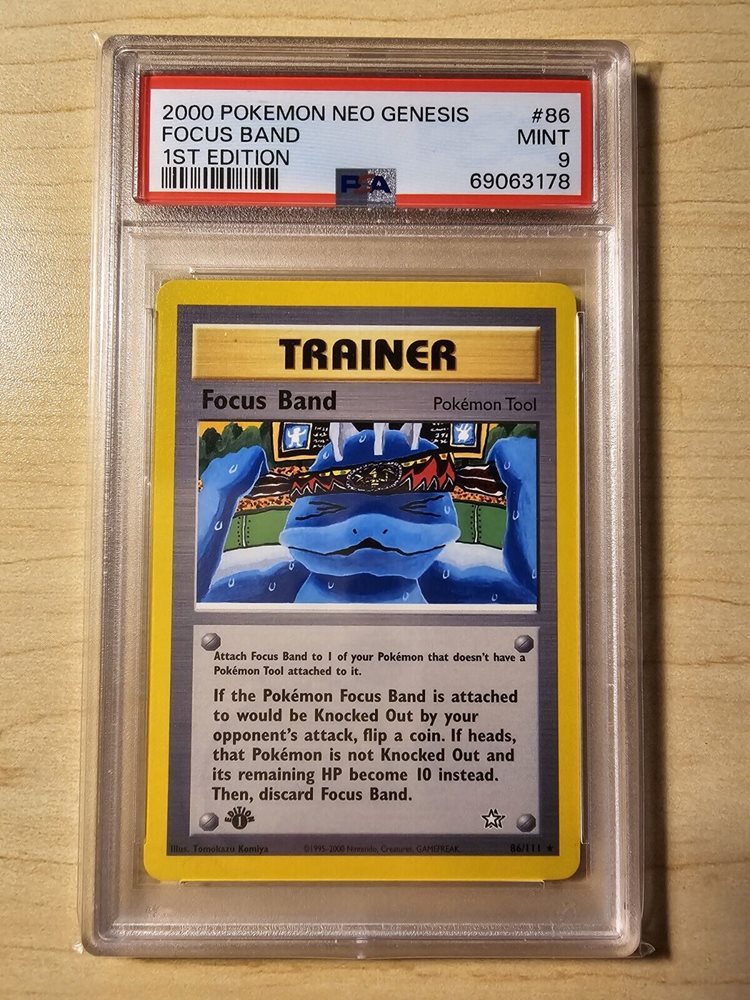 2000 POKEMON NEO GENESIS #86
FOCUS BAND MINT
1ST EDITION 9
PSA 69063178
TRAINER
Focus Band Pokémon Tool
Attach Focus Band to 1 of your Pokémon that doesn't have a
Pokémon Tool attached to it.
If the Pokémon Focus Band is attached
to would be Knocked Out by your
opponent's attack, flip a coin. If heads,
that Pokémon is not Knocked Out and
its remaining HP become 10 instead.
Then, discard Focus Band.
EDITION 1
Illus. Tomokazu Komiya ©1995-2000 Nintendo, Creatures, GAMEFREAK. 86/111 ★